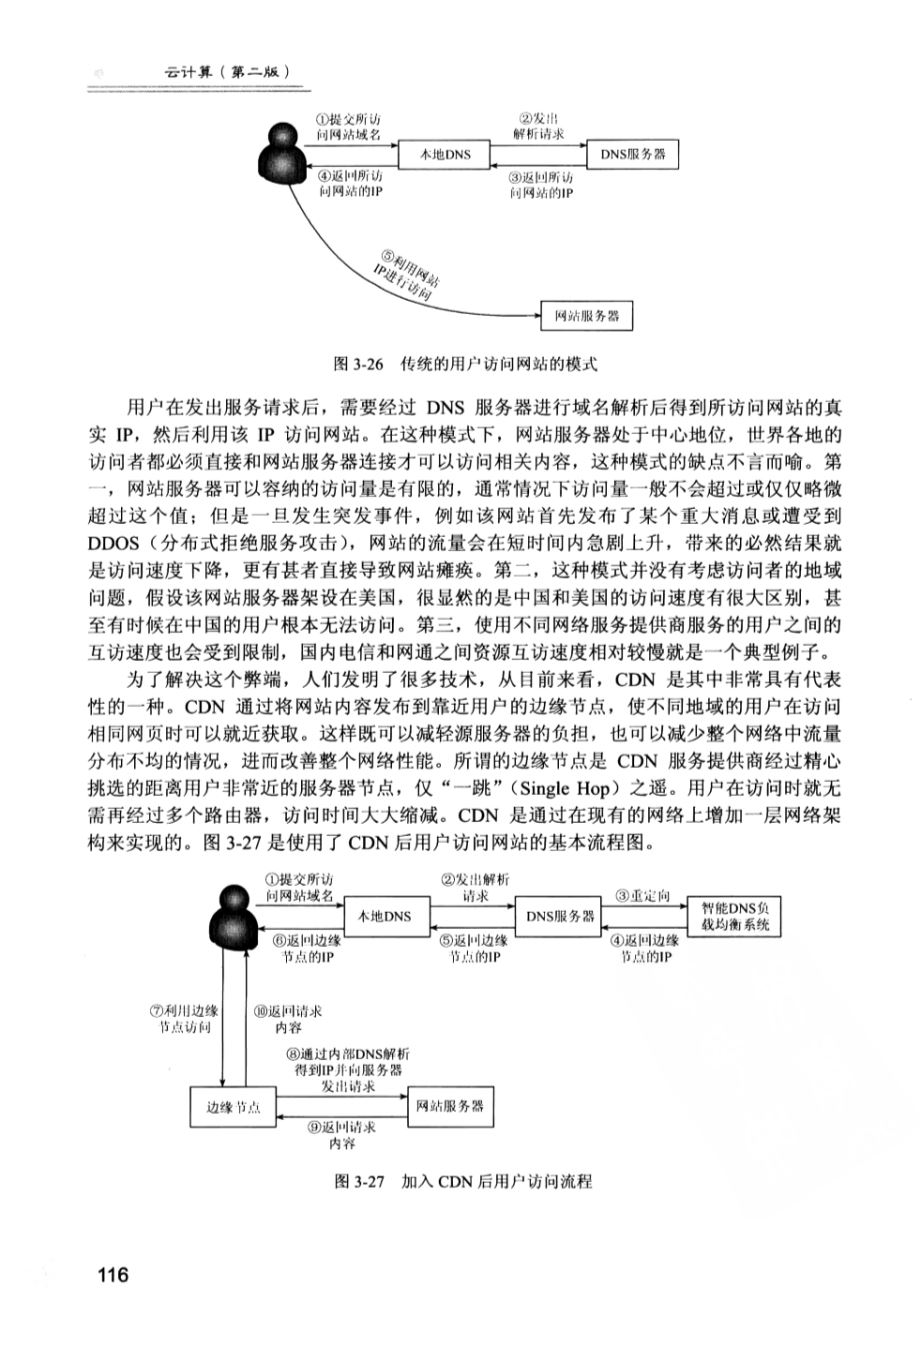 云计算（第二版）
①提交所访
问网站域名
②发出
解析请求
本地DNS
DNS服务器
④返回所访
问网站的IP
③返回所访
问网站的IP
⑤利用网站
IP进行访问
网站服务器
图 3-26 传统的用户访问网站的模式
用户在发出服务请求后，需要经过 DNS 服务器进行域名解析后得到所访问网站的真
实 IP，然后利用该 IP 访问网站。在这种模式下，网站服务器处于中心地位，世界各地的
访问者都必须直接和网站服务器连接才可以访问相关内容，这种模式的缺点不言而喻。第
一，网站服务器可以容纳的访问量是有限的，通常情况下访问量一般不会超过或仅仅略微
超过这个值；但是一旦发生突发事件，例如该网站首先发布了某个重大消息或遭受到
DDOS（分布式拒绝服务攻击），网站的流量会在短时间内急剧上升，带来的必然结果就
是访问速度下降，更有甚者直接导致网站瘫痪。第二，这种模式并没有考虑访问者的地域
问题，假设该网站服务器架设在美国，很显然的是中国和美国的访问速度有很大区别，甚
至有时候在中国的用户根本无法访问。第三，使用不同网络服务提供商服务的用户之间的
互访速度也会受到限制，国内电信和网通之间资源互访速度相对较慢就是一个典型例子。
为了解决这个弊端，人们发明了很多技术，从目前来看，CDN 是其中非常具有代表
性的一种。CDN 通过将网站内容发布到靠近用户的边缘节点，使不同地域的用户在访问
相同网页时可以就近获取。这样既可以减轻源服务器的负担，也可以减少整个网络中流量
分布不均的情况，进而改善整个网络性能。所谓的边缘节点是 CDN 服务提供商经过精心
挑选的距离用户非常近的服务器节点，仅“一跳”（Single Hop）之遥。用户在访问时就无
需再经过多个路由器，访问时间大大缩减。CDN 是通过在现有的网络上增加一层网络架
构来实现的。图 3-27 是使用了 CDN 后用户访问网站的基本流程图。
①提交所访
问网站域名
②发出解析
请求
③重定向
本地DNS
DNS服务器
智能DNS负
载均衡系统
⑥返回边缘
节点的IP
⑤返回边缘
节点的IP
④返回边缘
节点的IP
⑦利用边缘
节点访问
⑩返回请求
内容
⑧通过内部DNS解析
得到IP并向服务器
发出请求
边缘节点
网站服务器
⑨返回请求
内容
图 3-27 加入 CDN 后用户访问流程
116